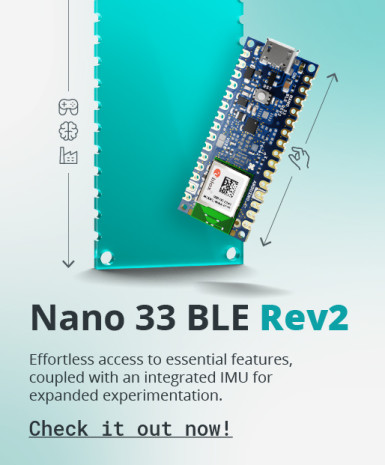 Nano 33 BLE Rev2
Effortless access to essential features,
coupled with an integrated IMU for
expanded experimentation.
Check it out now!